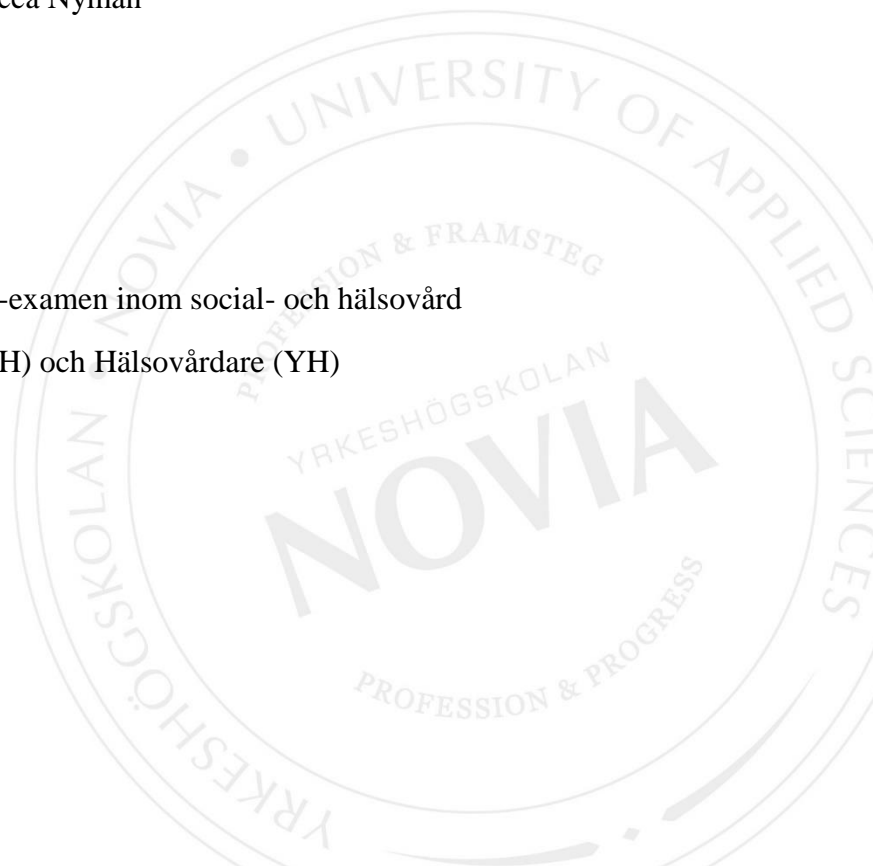 cca Nyman
-examen inom social- och hälsovård
H) och Hälsovårdare (YH)
YRKESHÖGSKOLAN • NOVIA • UNIVERSITY OF APPLIED SCIENCES
PROFESSION & FRAMSTEG
YRKESHÖGSKOLAN
NOVIA
PROFESSION & PROGRESS